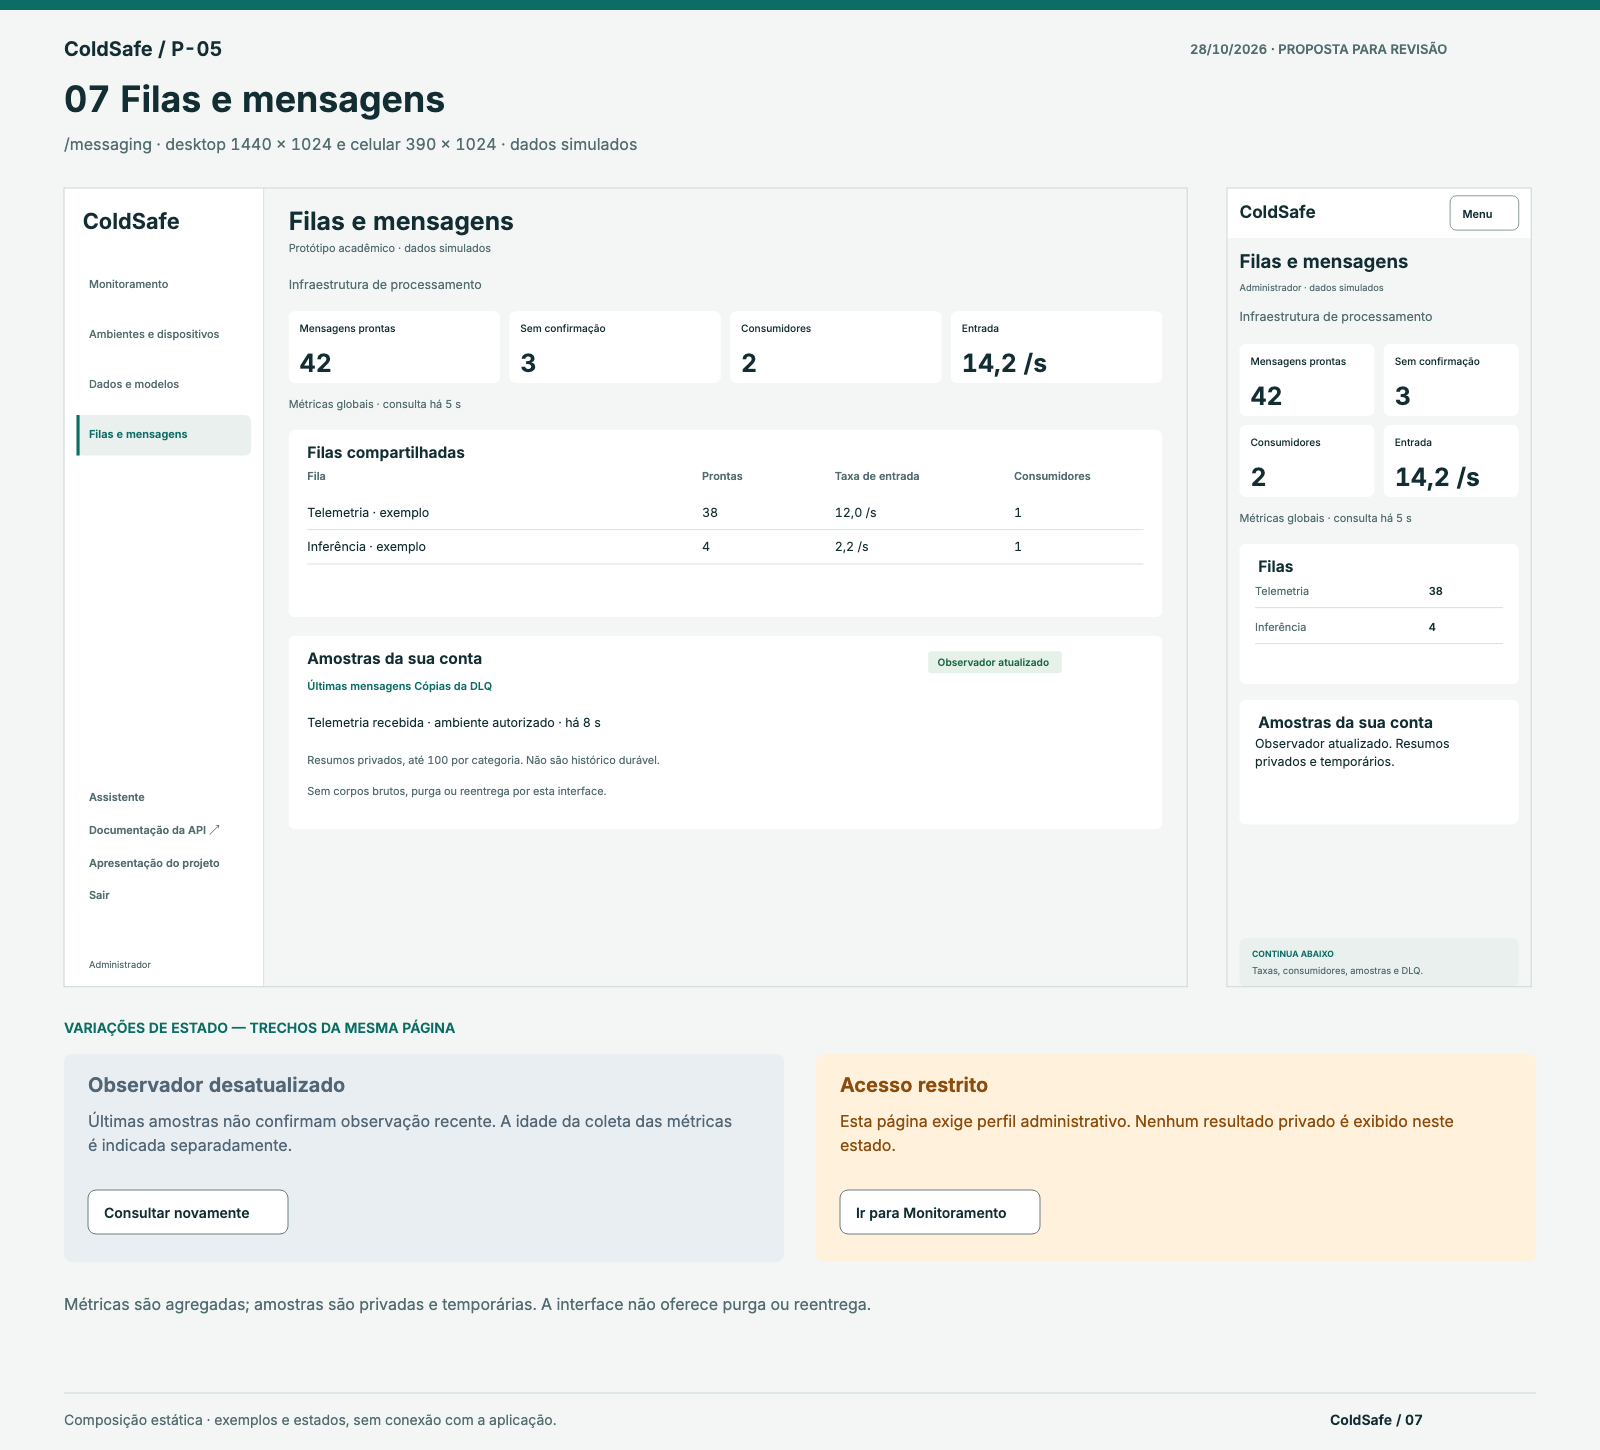 ColdSafe / P-05
28/10/2026 · PROPOSTA PARA REVISÃO
07 Filas e mensagens
/messaging · desktop 1440 × 1024 e celular 390 × 1024 · dados simulados
ColdSafe
Monitoramento
Ambientes e dispositivos
Dados e modelos
Filas e mensagens
Assistente
Documentação da API ↗
Apresentação do projeto
Sair
Administrador
Filas e mensagens
Protótipo acadêmico · dados simulados
Infraestrutura de processamento
Mensagens prontas
42
Sem confirmação
3
Consumidores
2
Entrada
14,2 /s
Métricas globais · consulta há 5 s
Filas compartilhadas
Fila Prontas Taxa de entrada Consumidores
Telemetria · exemplo 38 12,0 /s 1
Inferência · exemplo 4 2,2 /s 1
Amostras da sua conta
Observador atualizado
Últimas mensagens Cópias da DLQ
Telemetria recebida · ambiente autorizado · há 8 s
Resumos privados, até 100 por categoria. Não são histórico durável.
Sem corpos brutos, purga ou reentrega por esta interface.
ColdSafe
Menu
Filas e mensagens
Administrador · dados simulados
Infraestrutura de processamento
Mensagens prontas
42
Sem confirmação
3
Consumidores
2
Entrada
14,2 /s
Métricas globais · consulta há 5 s
Filas
Telemetria 38
Inferência 4
Amostras da sua conta
Observador atualizado. Resumos
privados e temporários.
CONTINUA ABAIXO
Taxas, consumidores, amostras e DLQ.
VARIAÇÕES DE ESTADO — TRECHOS DA MESMA PÁGINA
Observador desatualizado
Últimas amostras não confirmam observação recente. A idade da coleta das métricas
é indicada separadamente.
Consultar novamente
Acesso restrito
Esta página exige perfil administrativo. Nenhum resultado privado é exibido neste
estado.
Ir para Monitoramento
Métricas são agregadas; amostras são privadas e temporárias. A interface não oferece purga ou reentrega.
Composição estática · exemplos e estados, sem conexão com a aplicação.
ColdSafe / 07